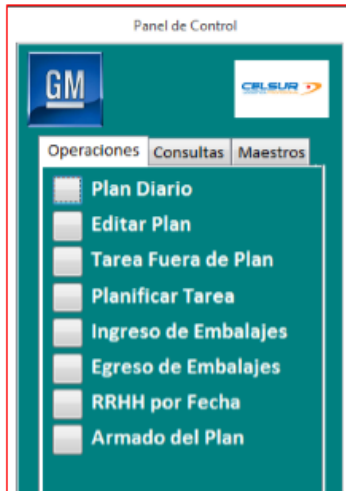 Panel de Control
GM
CELSUR
Operaciones Consultas Maestros
Plan Diario
Editar Plan
Tarea Fuera de Plan
Planificar Tarea
Ingreso de Embalajes
Egreso de Embalajes
RRHH por Fecha
Armado del Plan